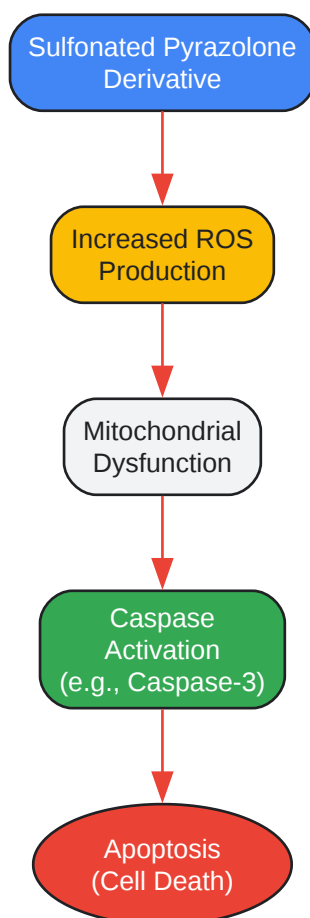 Sulfonated Pyrazolone
Derivative
Increased ROS
Production
Mitochondrial
Dysfunction
Caspase
Activation
(e.g., Caspase-3)
Apoptosis
(Cell Death)